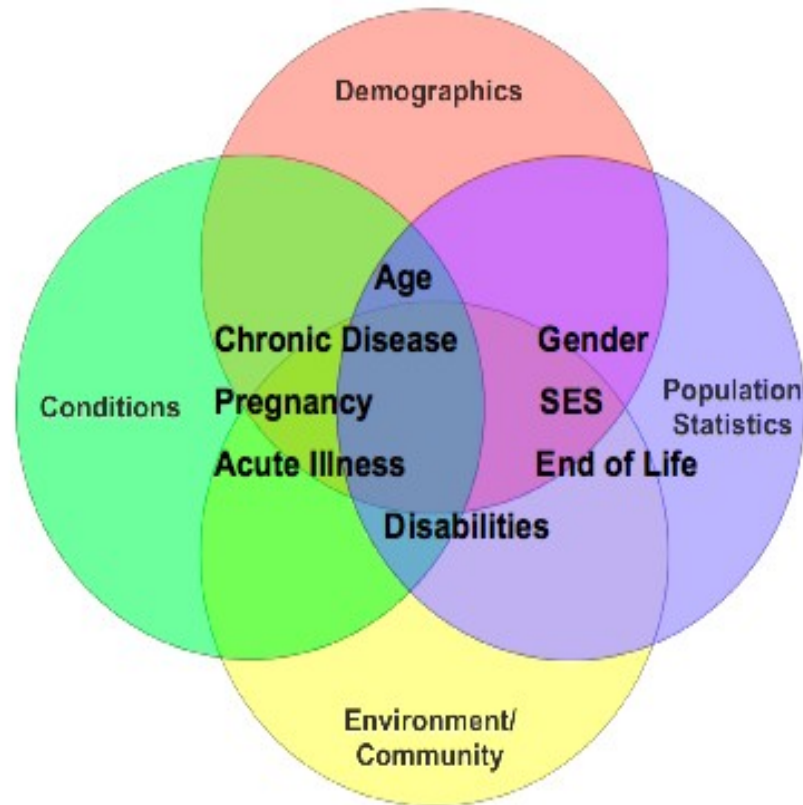 Demographics
Age
Chronic Disease
Gender
Conditions
Pregnancy
SES
Population
Statistics
Acute Illness
End of Life
Disabilities
Environment/
Community